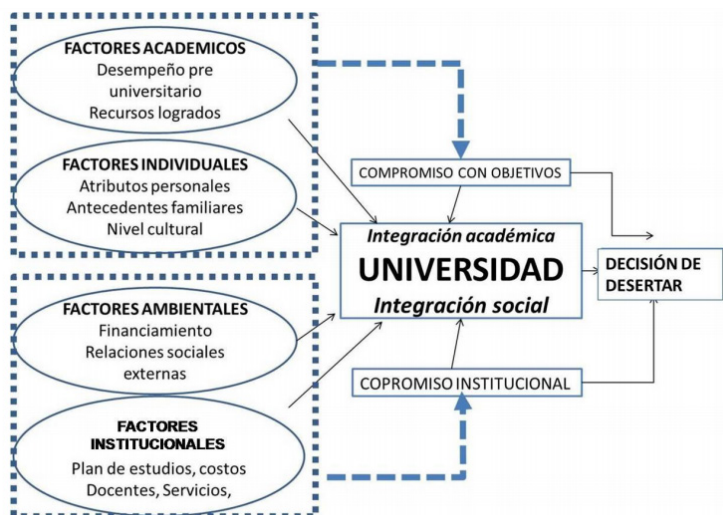 FACTORES ACADEMICOS
Desempeño pre
universitario
Recursos logrados
FACTORES INDIVIDUALES
Atributos personales
Antecedentes familiares
Nivel cultural
FACTORES AMBIENTALES
Financiamiento
Relaciones sociales
externas
FACTORES
INSTITUCIONALES
Plan de estudios, costos
Docentes, Servicios,
COMPROMISO CON OBJETIVOS
Integración académica
UNIVERSIDAD
Integración social
COPROMISO INSTITUCIONAL
DECISIÓN DE
DESERTAR